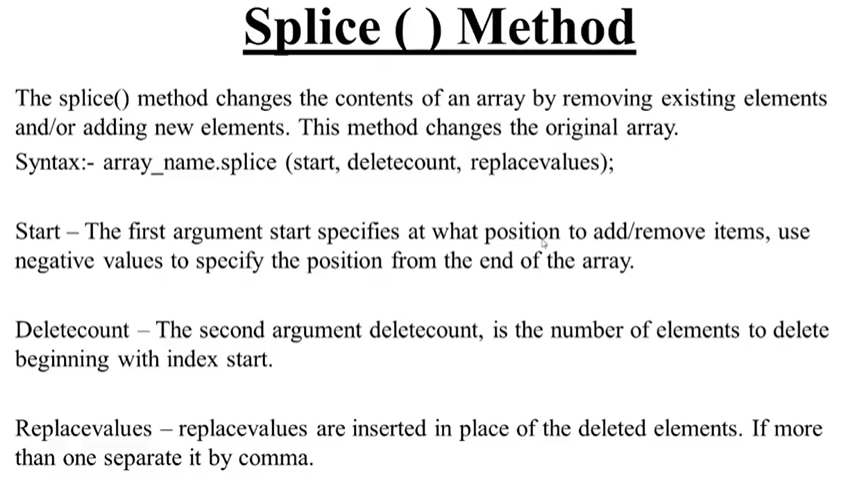 Splice ( ) Method
The splice() method changes the contents of an array by removing existing elements
and/or adding new elements. This method changes the original array.
Syntax:- array_name.splice (start, deletecount, replacevalues);
Start – The first argument start specifies at what position to add/remove items, use
negative values to specify the position from the end of the array.
Deletecount – The second argument deletecount, is the number of elements to delete
beginning with index start.
Replacevalues – replacevalues are inserted in place of the deleted elements. If more
than one separate it by comma.